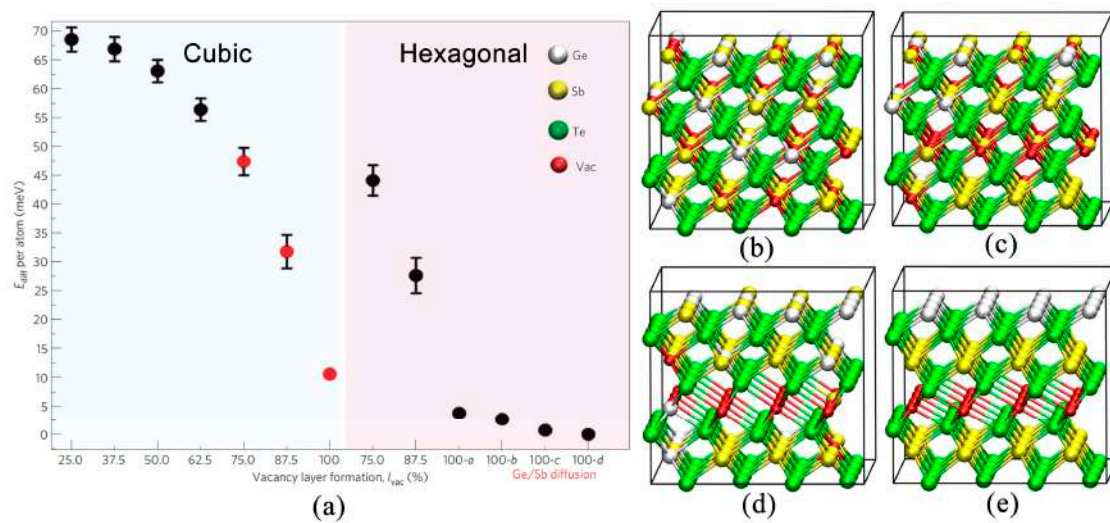 Cubic
Hexagonal
Ge
Sb
Te
Vac
E_diff per atom (meV)
70
65
60
55
50
45
40
35
30
25
20
15
10
5
0
25.0 37.5 50.0 62.5 75.0 87.5 100 75.0 87.5 100-a 100-b 100-c 100-d
Vacancy layer formation, l_vac (%)
Ge/Sb diffusion
(a)
(b)
(c)
(d)
(e)